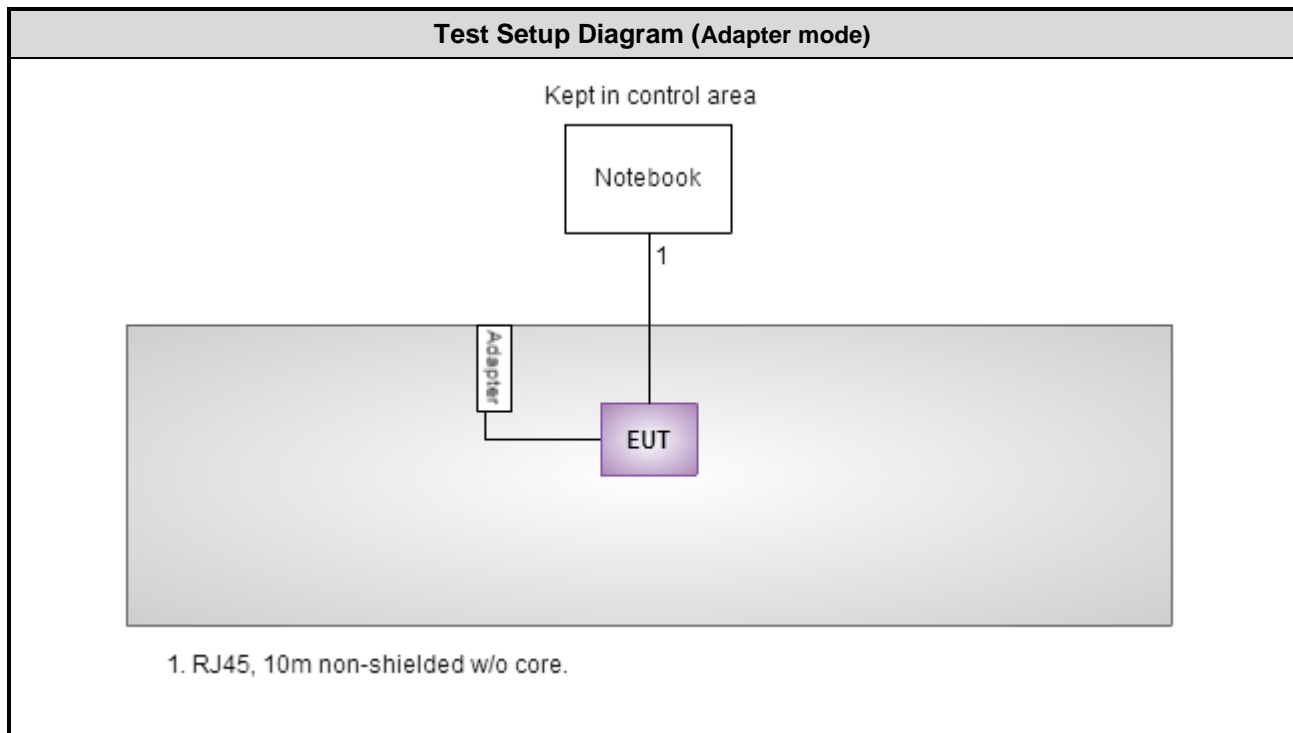 Test Setup Diagram (Adapter mode)
Kept in control area
Notebook
1
Adapter
EUT
1. RJ45, 10m non-shielded w/o core.